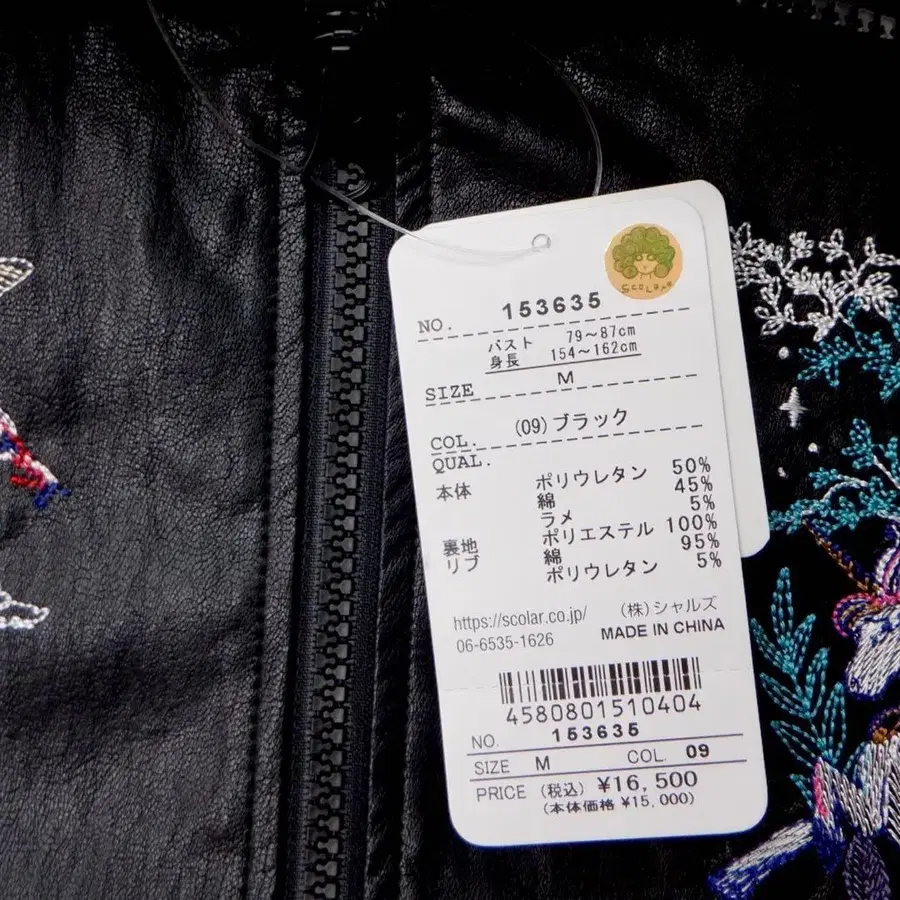 ScoLar
NO. 153635
バスト 79～87cm
身長 154～162cm
SIZE M
COL. (09) ブラック
QUAL.
本体 ポリウレタン 50%
綿 45%
ラメ 5%
裏地 ポリエステル 100%
リブ 綿 95%
ポリウレタン 5%
https://scolar.co.jp/ (株)シャルズ
06-6535-1626 MADE IN CHINA
4580801510404
NO. 153635
SIZE M COL. 09
PRICE (税込) ¥16,500
(本体価格 ¥15,000)